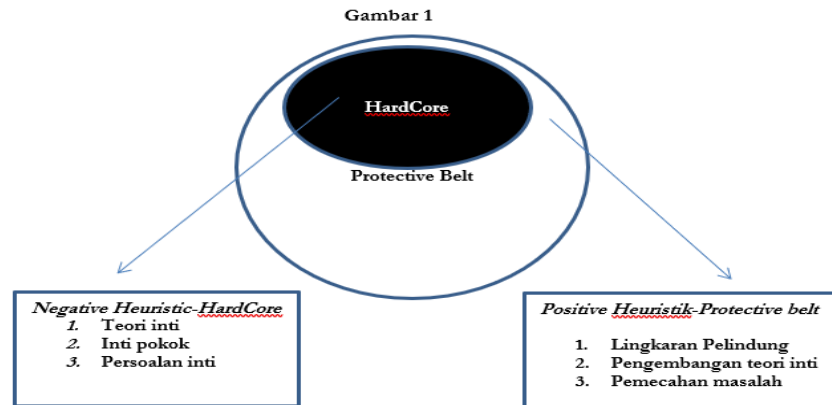 Gambar 1
HardCore
Protective Belt
Negative Heuristic-HardCore
1. Teori inti
2. Inti pokok
3. Persoalan inti
Positive Heuristik-Protective belt
1. Lingkaran Pelindung
2. Pengembangan teori inti
3. Pemecahan masalah